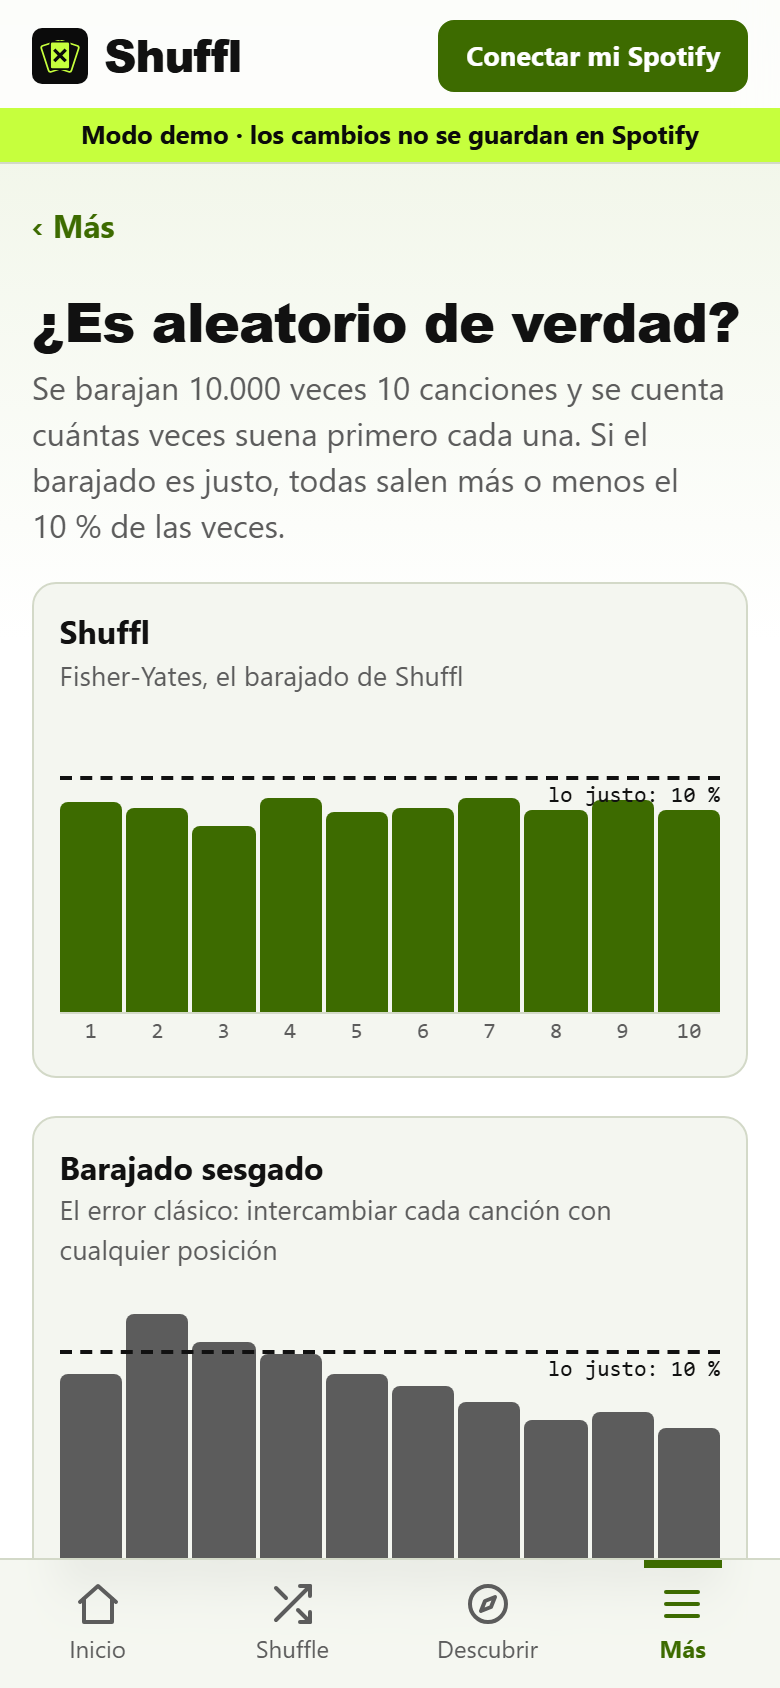 Shuffl
Conectar mi Spotify
Modo demo · los cambios no se guardan en Spotify
‹ Más
¿Es aleatorio de verdad?
Se barajan 10.000 veces 10 canciones y se cuenta
cuántas veces suena primero cada una. Si el
barajado es justo, todas salen más o menos el
10 % de las veces.
Shuffl
Fisher-Yates, el barajado de Shuffl
lo justo: 10 %
1 2 3 4 5 6 7 8 9 10
Barajado sesgado
El error clásico: intercambiar cada canción con
cualquier posición
lo justo: 10 %
Inicio Shuffle Descubrir Más